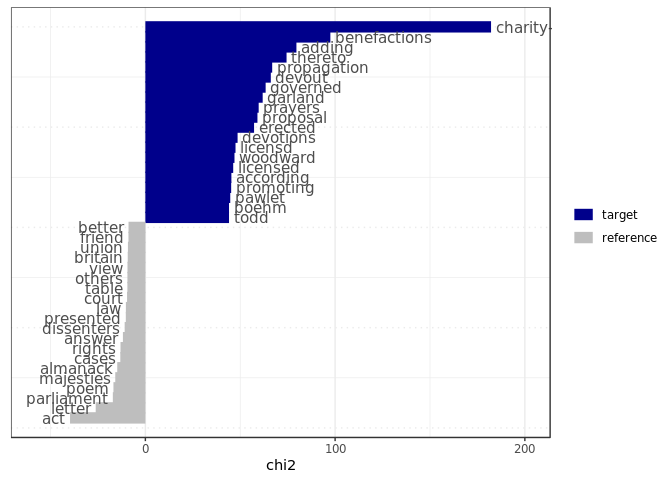 charity-
benefactions
adding
thereto
propagation
devout
governed
garland
prayers
proposal
erected
devotions
licensd
woodward
licensed
according
promoting
pawlet
boehm
todd
better
friend
union
britain
view
others
table
court
law
presented
dissenters
answer
rights
cases
almanack
majesties
poem
parliament
letter
act
0
100
200
chi2
target
reference